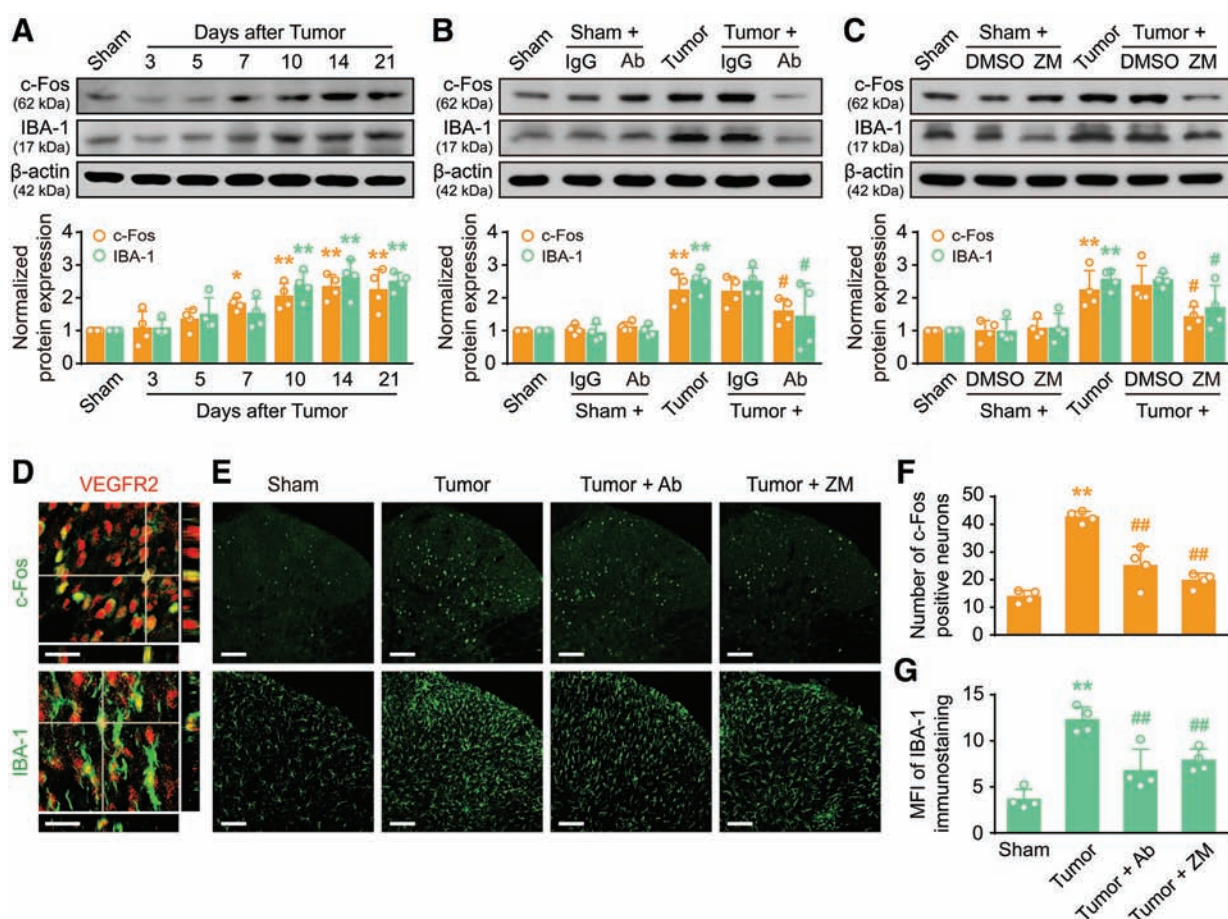 A
Sham
Days after Tumor
3 5 7 10 14 21
c-Fos
(62 kDa)
IBA-1
(17 kDa)
β-actin
(42 kDa)
Normalized
protein expression
4
3
2
1
0
c-Fos
IBA-1
* ** ** ** ** ** **
Sham
3 5 7 10 14 21
Days after Tumor
B
Sham +
IgG Ab
Tumor
Tumor +
IgG Ab
c-Fos
(62 kDa)
IBA-1
(17 kDa)
β-actin
(42 kDa)
Normalized
protein expression
4
3
2
1
0
c-Fos
IBA-1
** ** # #
Sham
IgG Ab
Sham +
Tumor
IgG Ab
Tumor +
C
Sham
Sham +
DMSO ZM
Tumor
Tumor +
DMSO ZM
c-Fos
(62 kDa)
IBA-1
(17 kDa)
β-actin
(42 kDa)
Normalized
protein expression
4
3
2
1
0
c-Fos
IBA-1
** ** # #
Sham
DMSO ZM
Sham +
Tumor
DMSO ZM
Tumor +
D
VEGFR2
c-Fos
IBA-1
E
Sham Tumor Tumor + Ab Tumor + ZM
F
Number of c-Fos
positive neurons
50
40
30
20
10
0
** ## ##
G
MFI of IBA-1
immunostaining
15
10
5
0
** ## ##
Sham
Tumor
Tumor + Ab
Tumor + ZM